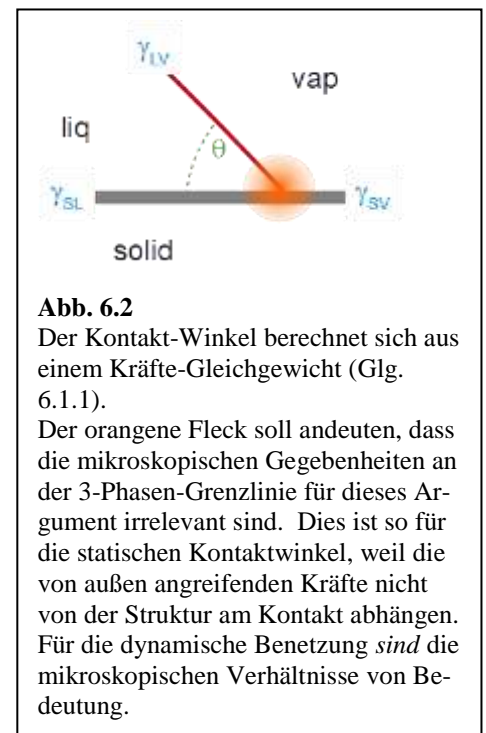 γLV
vap
liq
θ
γSL
γSV
solid
Abb. 6.2
Der Kontakt-Winkel berechnet sich aus
einem Kräfte-Gleichgewicht (Glg.
6.1.1).
Der orangene Fleck soll andeuten, dass
die mikroskopischen Gegebenheiten an
der 3-Phasen-Grenzlinie für dieses Ar-
gument irrelevant sind.  Dies ist so für
die statischen Kontaktwinkel, weil die
von außen angreifenden Kräfte nicht
von der Struktur am Kontakt abhängen.
Für die dynamische Benetzung sind die
mikroskopischen Verhältnisse von Be-
deutung.